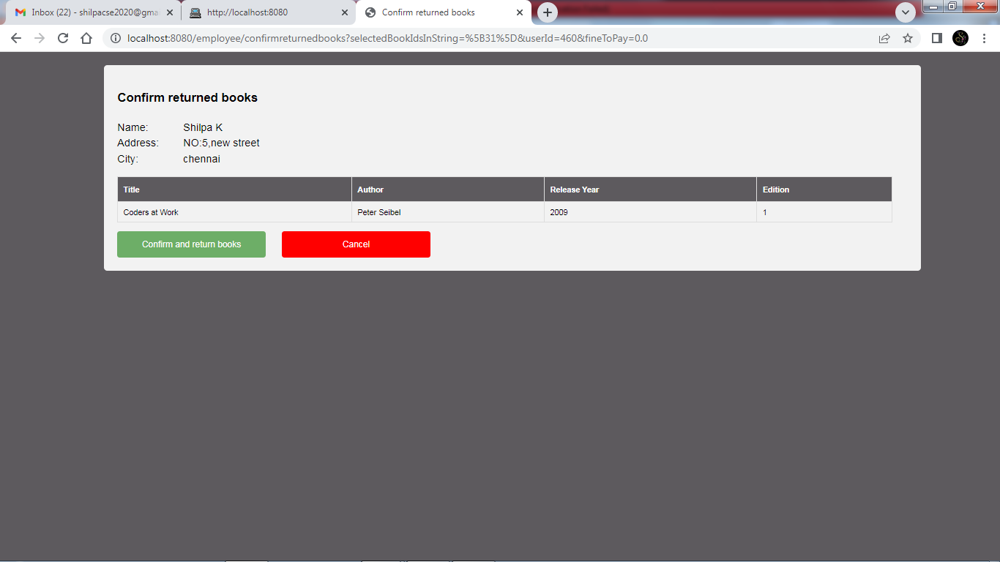 Inbox (22) - shilpacse2020@gma
http://localhost:8080
Confirm returned books
localhost:8080/employee/confirmreturnedbooks?selectedBookIdsInString=%5B31%5D&userId=460&fineToPay=0.0
Confirm returned books
Name: Shilpa K
Address: NO:5,new street
City: chennai
Title Author Release Year Edition
Coders at Work Peter Seibel 2009 1
Confirm and return books Cancel